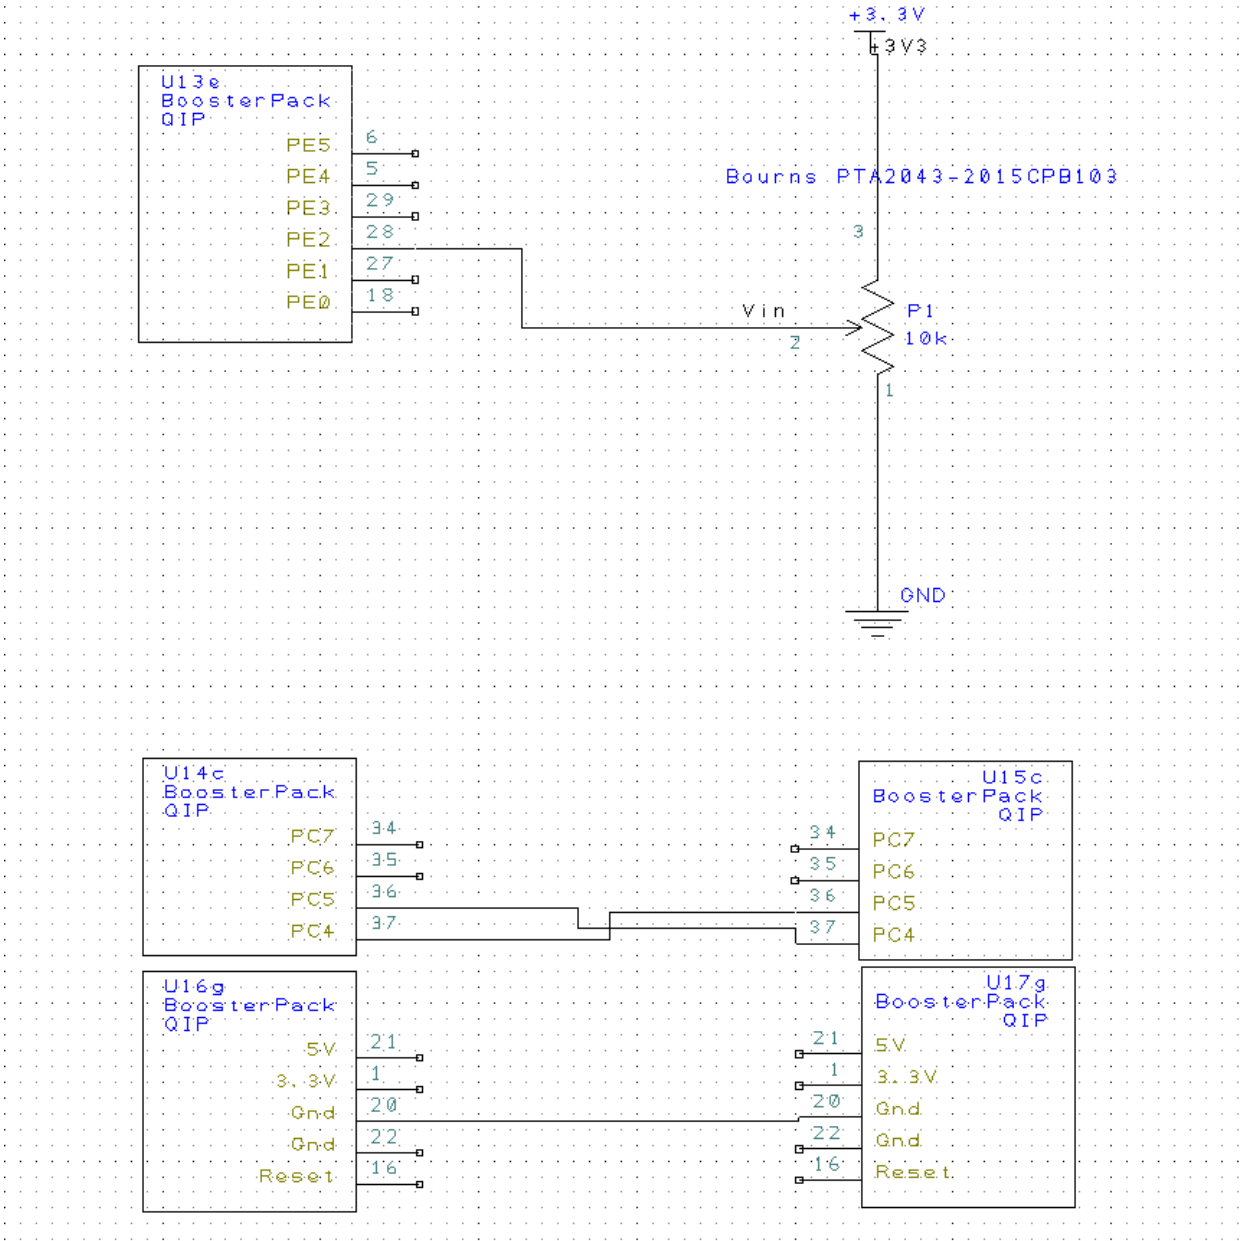 +3.3V
+3V3
U13e
BoosterPack
QIP
PE5 6
PE4 5
PE3 29
PE2 28
PE1 27
PE0 18
Bourns PTA2043-2015CPB103
3
Vin
2
P1
10k
1
GND
U14c
BoosterPack
QIP
PC7 34
PC6 35
PC5 36
PC4 37
U15c
BoosterPack
QIP
34 PC7
35 PC6
36 PC5
37 PC4
U16g
BoosterPack
QIP
5V 21
3.3V 1
Gnd 20
Gnd 22
Reset 16
U17g
BoosterPack
QIP
21 5V
1 3.3V
20 Gnd
22 Gnd
16 Reset